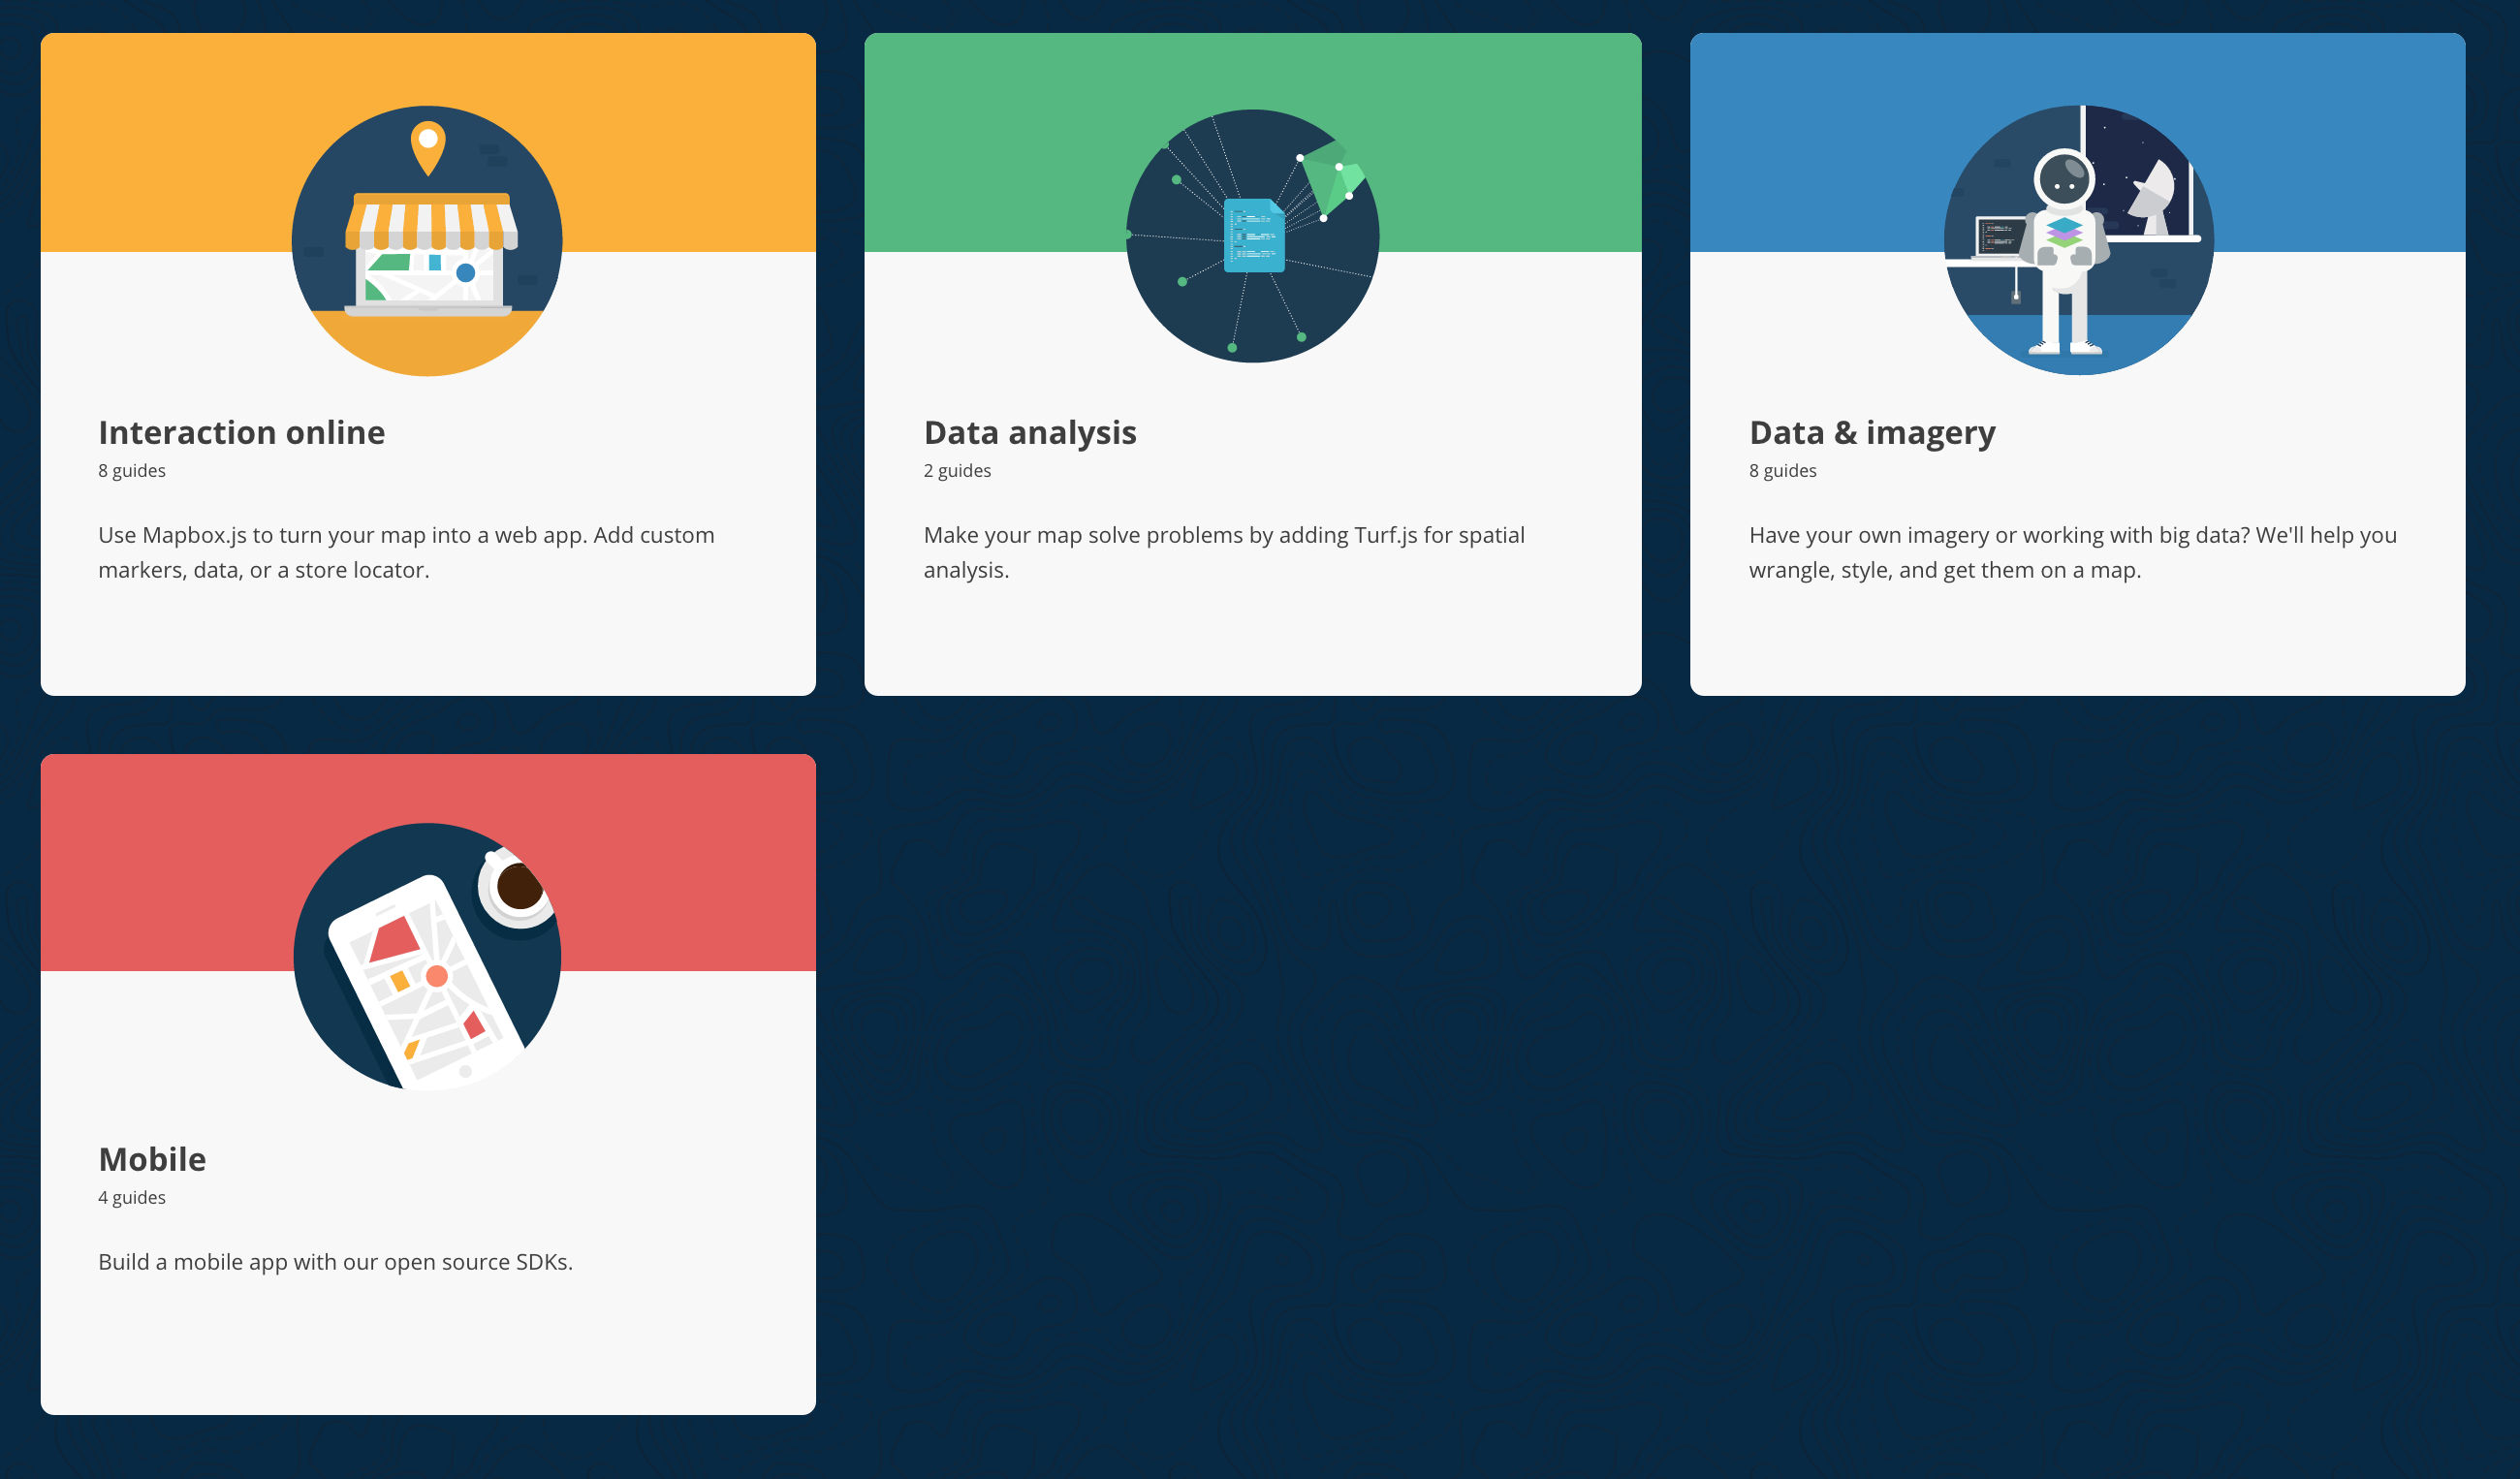 Interaction online
8 guides
Use Mapbox.js to turn your map into a web app. Add custom
markers, data, or a store locator.
Data analysis
2 guides
Make your map solve problems by adding Turf.js for spatial
analysis.
Data & imagery
8 guides
Have your own imagery or working with big data? We'll help you
wrangle, style, and get them on a map.
Mobile
4 guides
Build a mobile app with our open source SDKs.